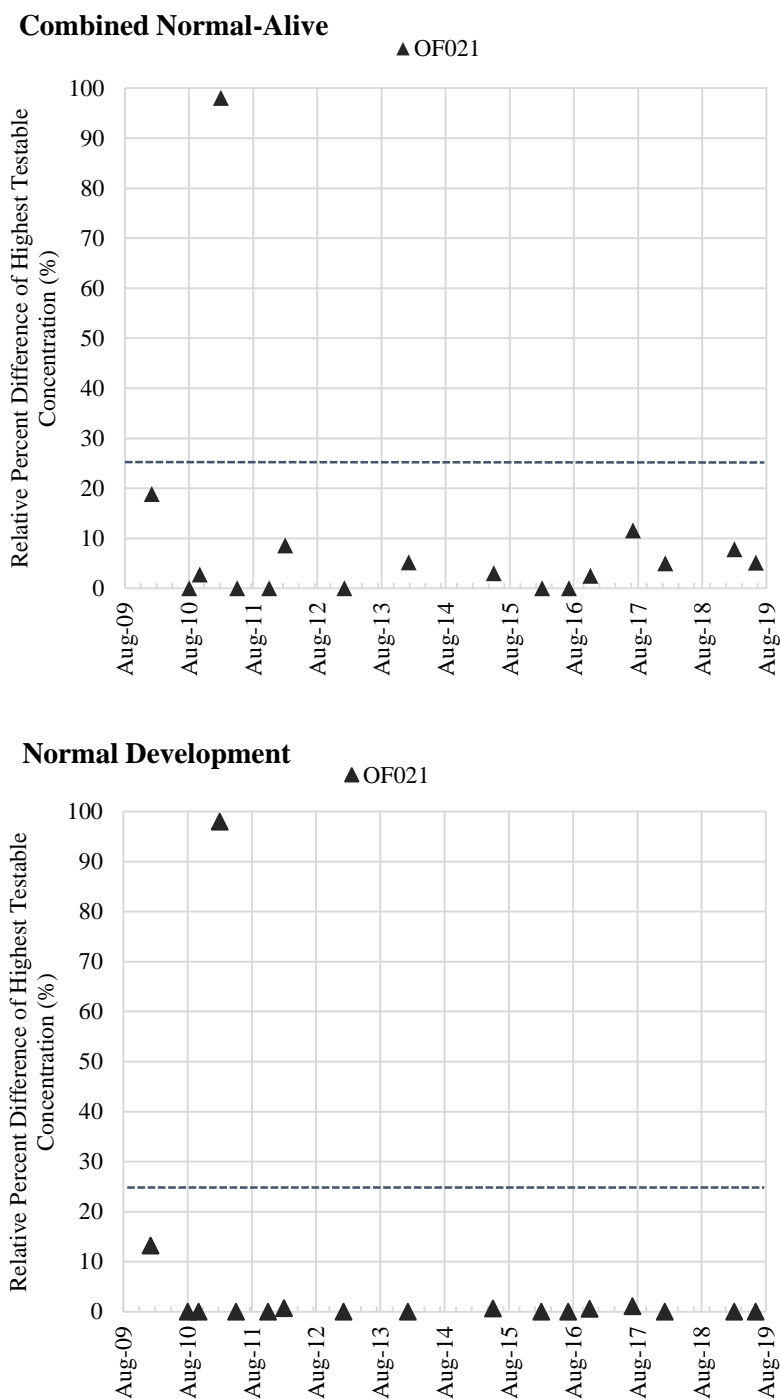 Combined Normal-Alive
▲ OF021
Relative Percent Difference of Highest Testable
Concentration (%)
100
90
80
70
60
50
40
30
20
10
0
Aug-09
Aug-10
Aug-11
Aug-12
Aug-13
Aug-14
Aug-15
Aug-16
Aug-17
Aug-18
Aug-19
Normal Development
▲ OF021
Relative Percent Difference of Highest Testable
Concentration (%)
100
90
80
70
60
50
40
30
20
10
0
Aug-09
Aug-10
Aug-11
Aug-12
Aug-13
Aug-14
Aug-15
Aug-16
Aug-17
Aug-18
Aug-19